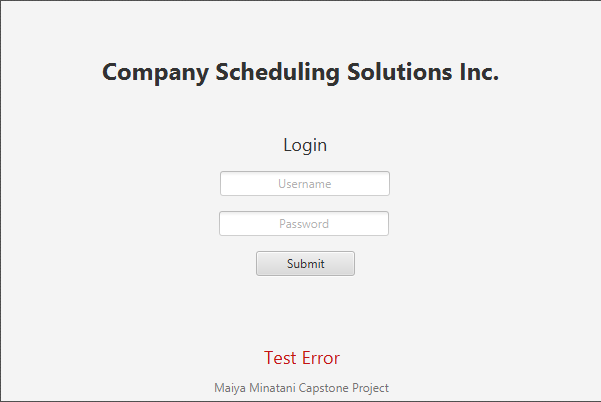 Company Scheduling Solutions Inc.
Login
Username
Password
Submit
Test Error
Maiya Minatani Capstone Project